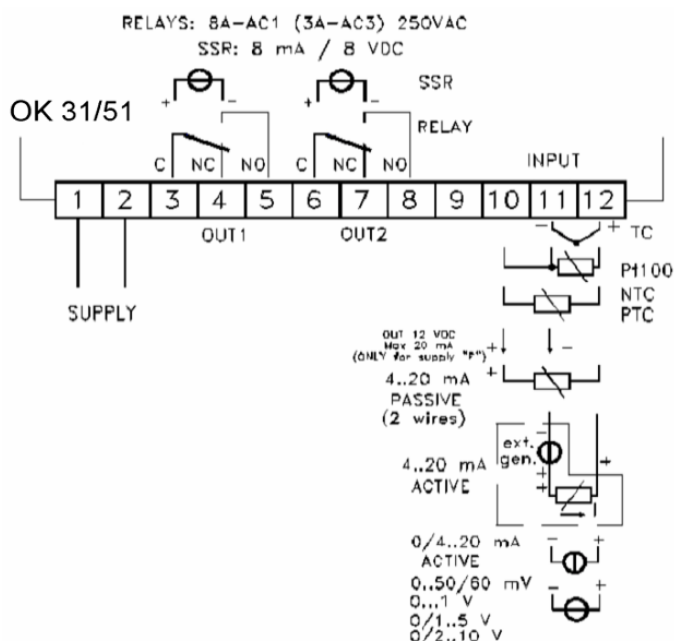 RELAYS: 8A-AC1 (3A-AC3) 250VAC
SSR: 8 mA / 8 VDC
+ - + - SSR
OK 31/51
RELAY
C NC NO C NC NO INPUT
1 2 3 4 5 6 7 8 9 10 11 12
OUT1 OUT2 - + TC
Pt100
SUPPLY
NTC
PTC
OUT 12 VDC
Max 20 mA + -
(ONLY for supply "F")
4..20 mA +
PASSIVE
(2 wires)
-
ext.
gen. +
4..20 mA +
ACTIVE +
I
0/4..20 mA - +
ACTIVE
0..50/60 mV - +
0...1 V
0/1..5 V
0/2..10 V